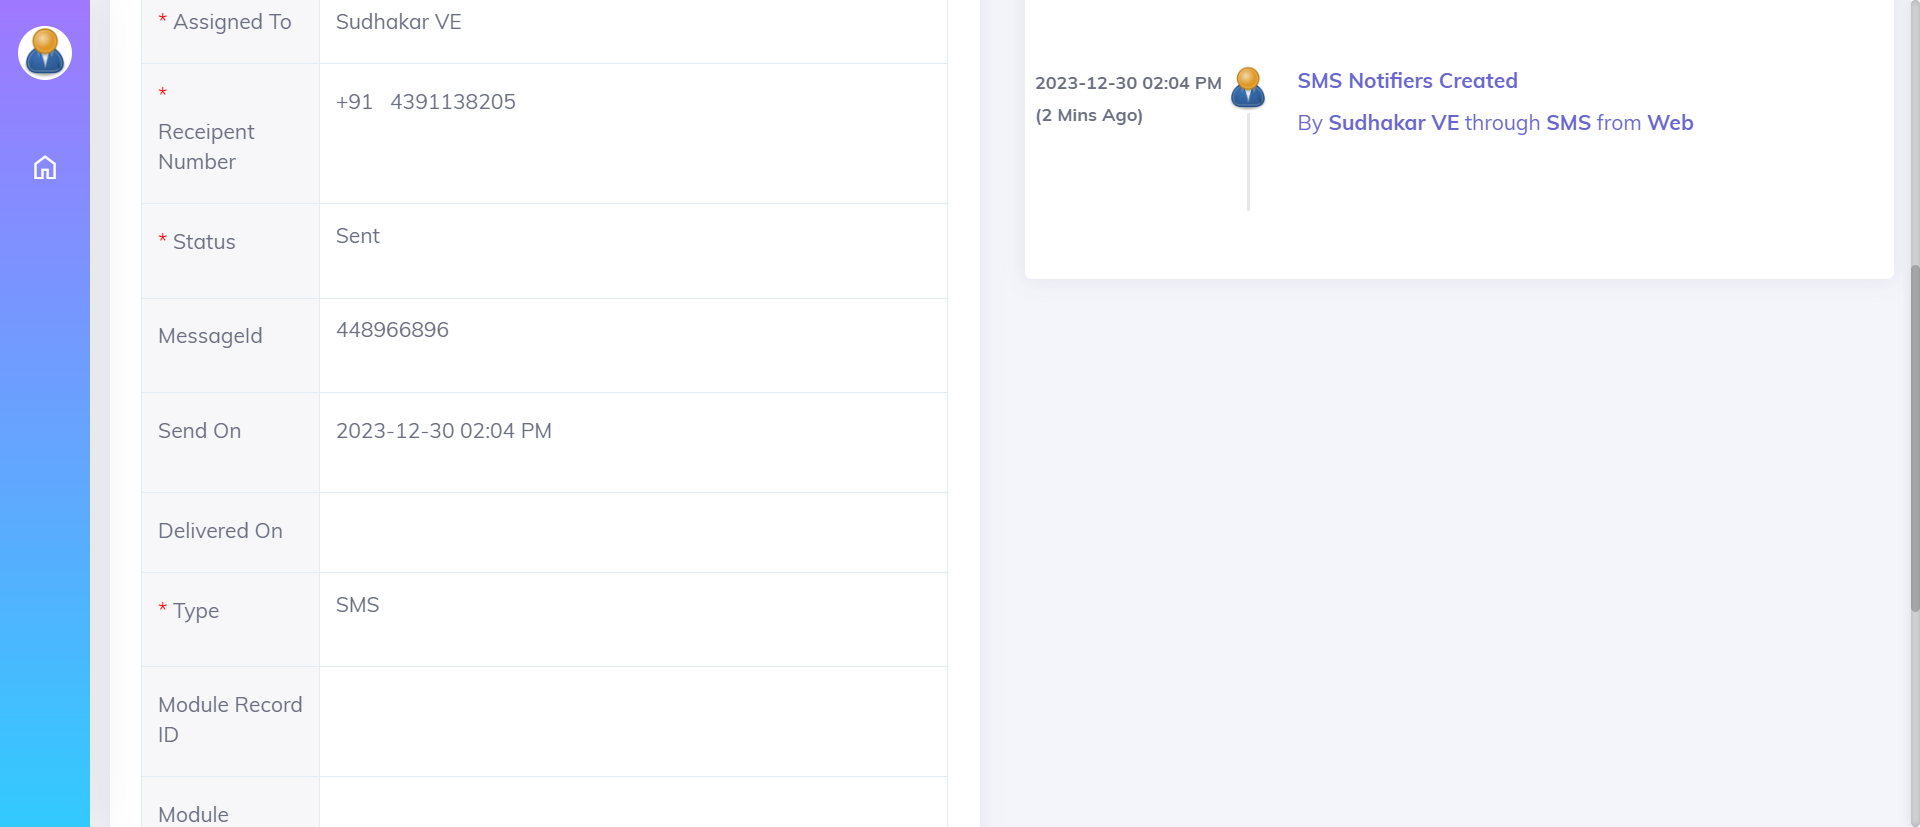 * Assigned To
Sudhakar VE
*
Receipent
Number
+91 4391138205
* Status
Sent
MessageId
448966896
Send On
2023-12-30 02:04 PM
Delivered On
* Type
SMS
Module Record
ID
Module
2023-12-30 02:04 PM
(2 Mins Ago)
SMS Notifiers Created
By Sudhakar VE through SMS from Web